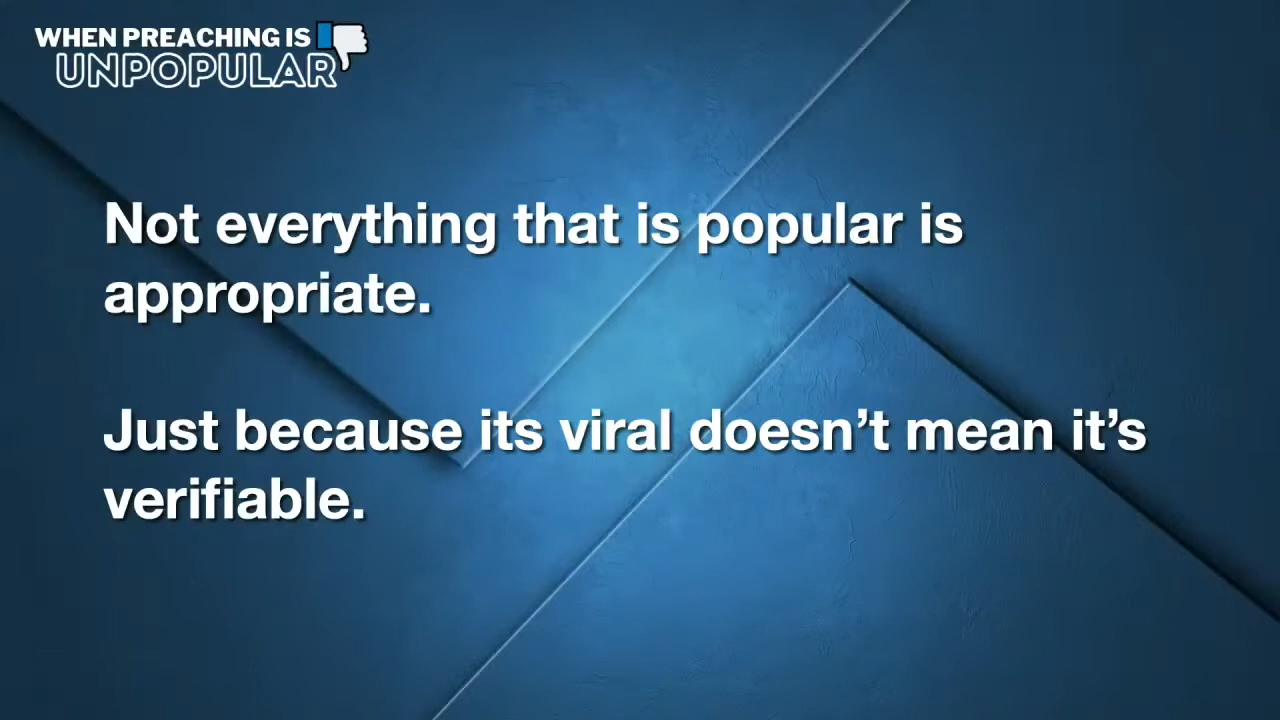 WHEN PREACHING IS
UNPOPULAR
Not everything that is popular is
appropriate.
Just because its viral doesn’t mean it’s
verifiable.